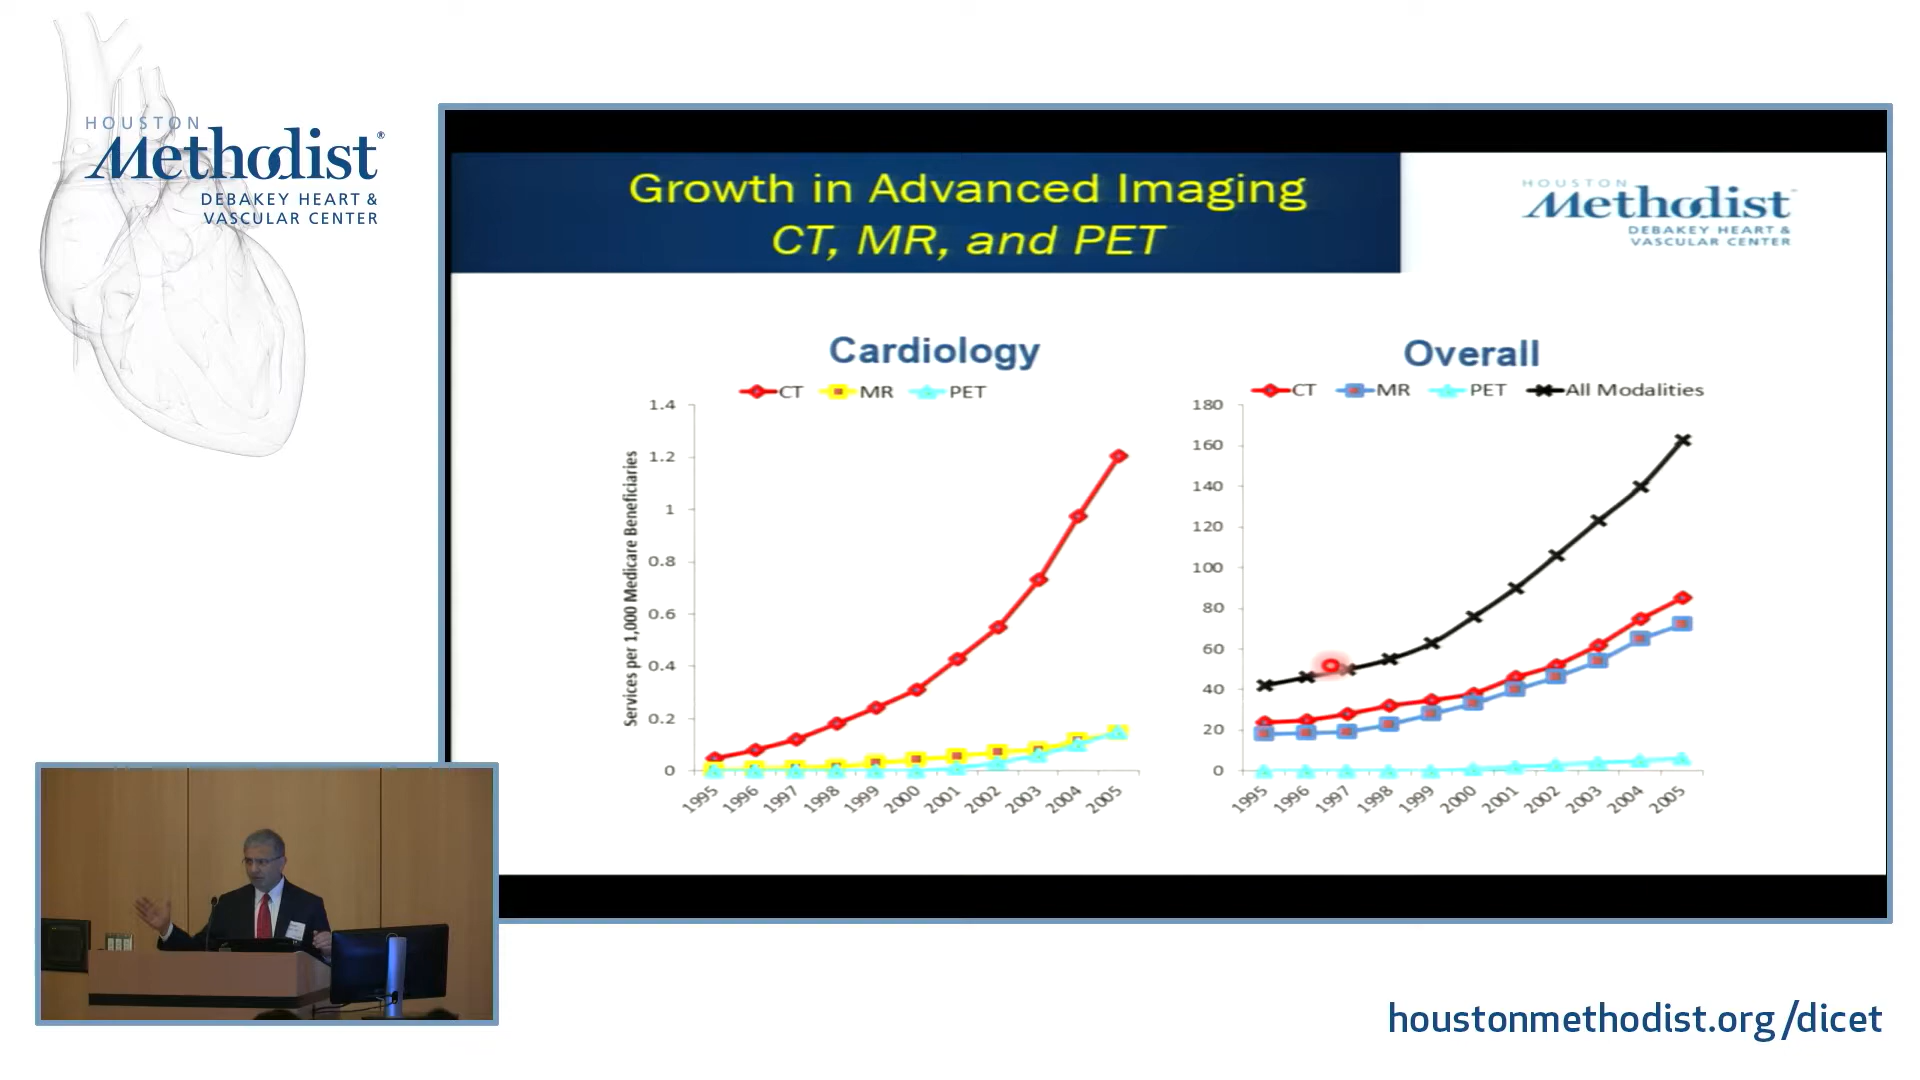 HOUSTON
Methodist®
DEBAKEY HEART &
VASCULAR CENTER
Growth in Advanced Imaging
CT, MR, and PET
HOUSTON
Methodist
DEBAKEY HEART &
VASCULAR CENTER
Cardiology
CT MR PET
Services per 1,000 Medicare Beneficiaries
1.4
1.2
1
0.8
0.6
0.4
0.2
0
1995 1996 1997 1998 1999 2000 2001 2002 2003 2004 2005
Overall
CT MR PET All Modalities
180
160
140
120
100
80
60
40
20
0
1995 1996 1997 1998 1999 2000 2001 2002 2003 2004 2005
houstonmethodist.org/dicet